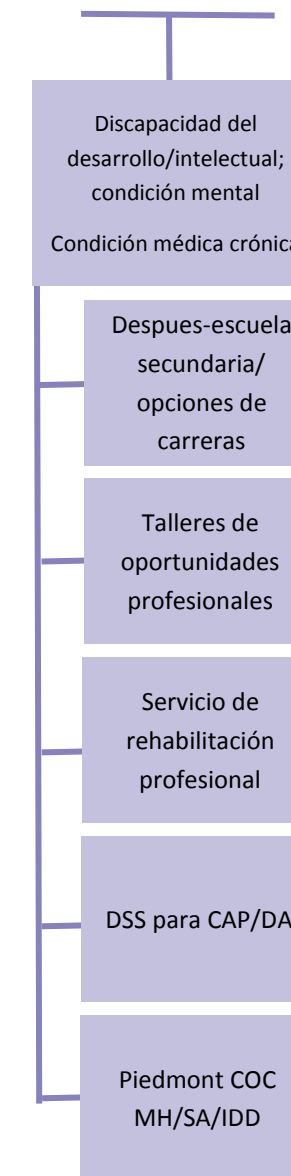 Discapacidad del
desarrollo/intelectual;
condición mental
Condición médica crónica
Despues-escuela
secundaria/
opciones de
carreras
Talleres de
oportunidades
profesionales
Servicio de
rehabilitación
profesional
DSS para CAP/DA
Piedmont COC
MH/SA/IDD